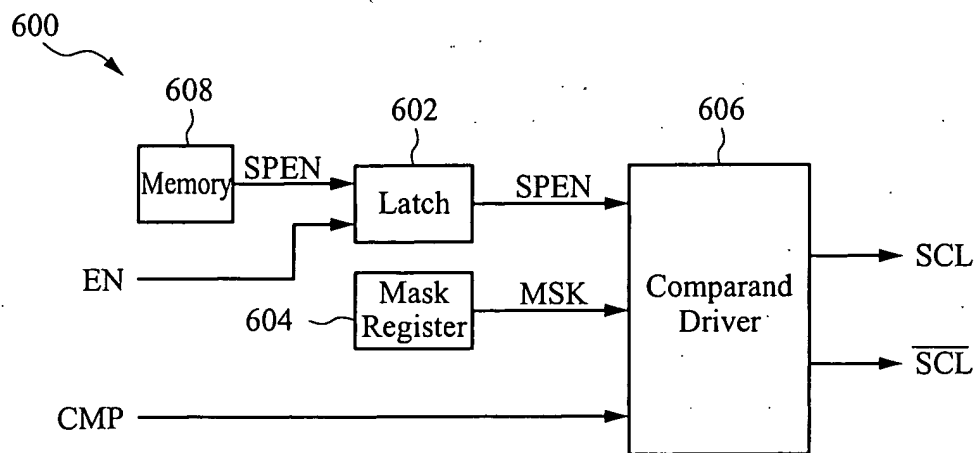 600
608
602
606
Memory
SPEN
Latch
SPEN
EN
SCL
604
Mask
Register
MSK
Comparand
Driver
SCL
CMP